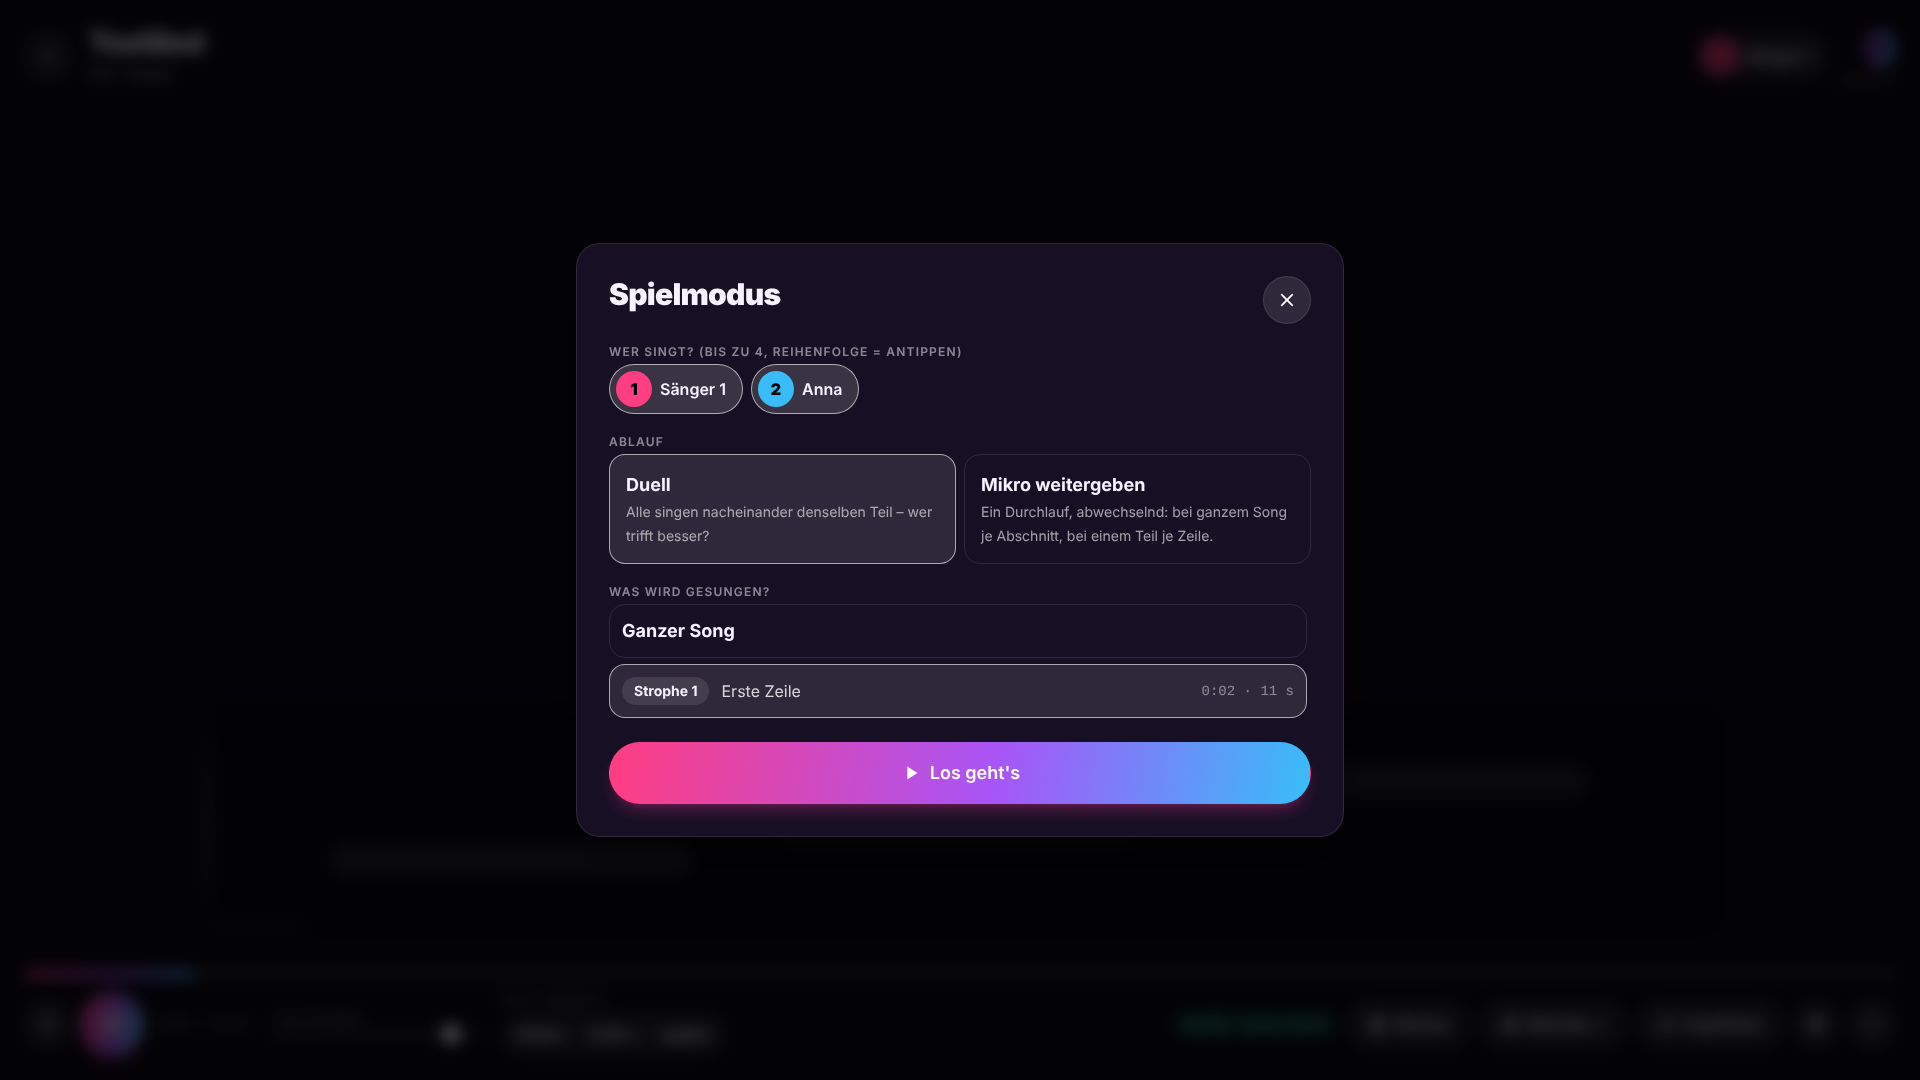 Spielmodus
WER SINGT? (BIS ZU 4, REIHENFOLGE = ANTIPPEN)
1 Sänger 1 2 Anna
ABLAUF
Duell
Alle singen nacheinander denselben Teil – wer
trifft besser?
Mikro weitergeben
Ein Durchlauf, abwechselnd: bei ganzem Song
je Abschnitt, bei einem Teil je Zeile.
WAS WIRD GESUNGEN?
Ganzer Song
Strophe 1 Erste Zeile 0:02 · 11 s
Los geht's